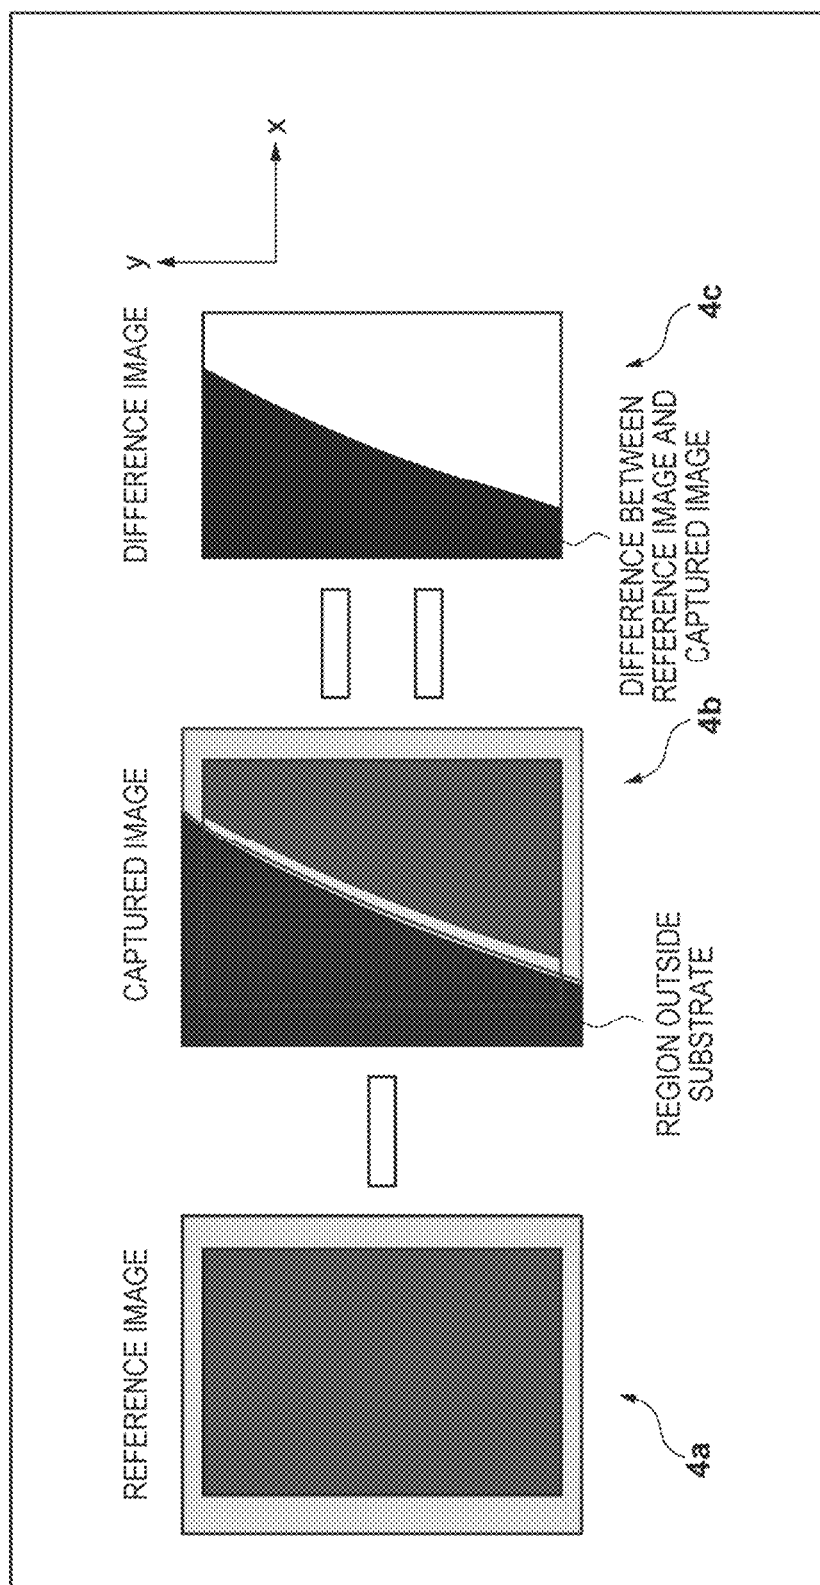 REFERENCE IMAGE
CAPTURED IMAGE
DIFFERENCE IMAGE
y
x
REGION OUTSIDE
SUBSTRATE
DIFFERENCE BETWEEN
REFERENCE IMAGE AND
CAPTURED IMAGE
4a
4b
4c